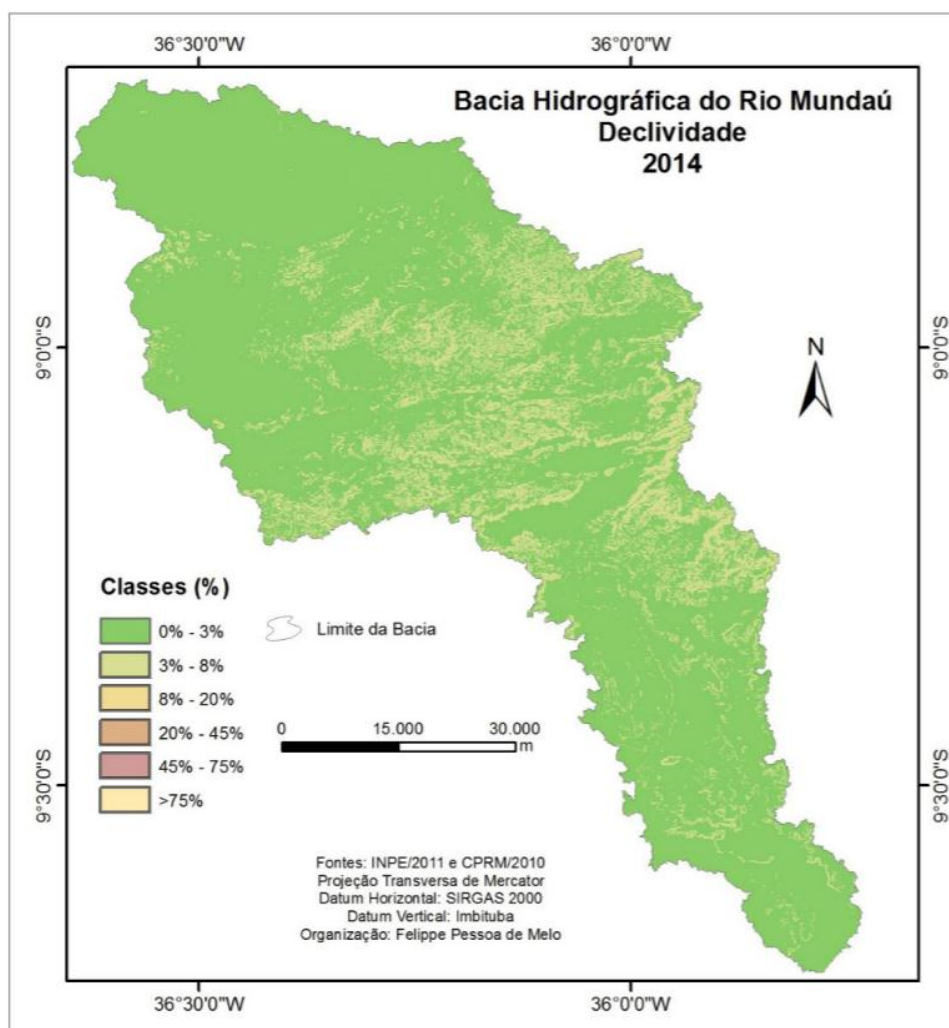 36°30'0"W
36°0'0"W
Bacia Hidrográfica do Rio Mundaú
Declividade
2014
9°0'0"S
9°0'0"S
N
Classes (%)
0% - 3%
3% - 8%
8% - 20%
20% - 45%
45% - 75%
>75%
Limite da Bacia
0
15.000
30.000
m
9°30'0"S
9°30'0"S
Fontes: INPE/2011 e CPRM/2010
Projeção Transversa de Mercator
Datum Horizontal: SIRGAS 2000
Datum Vertical: Imbituba
Organização: Felippe Pessoa de Melo
36°30'0"W
36°0'0"W